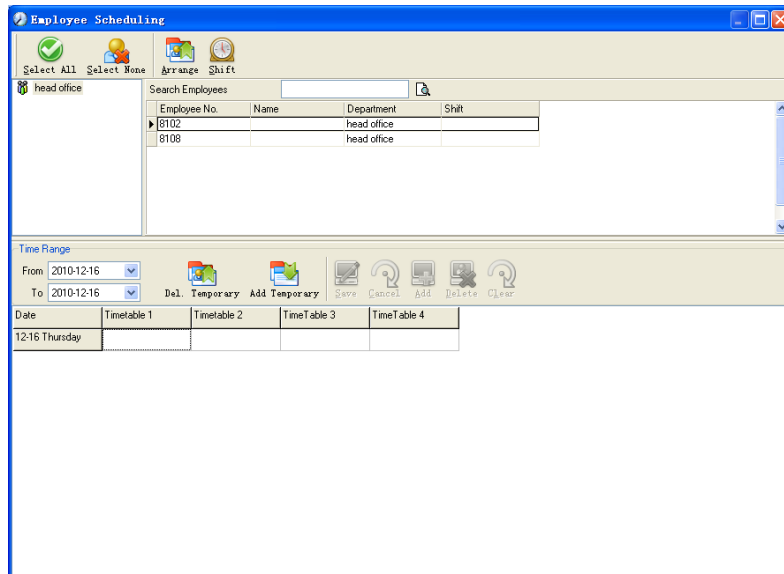 Employee Scheduling
Select All Select None Arrange Shift
head office
Search Employees
Employee No. Name Department Shift
8102 head office
8108 head office
Time Range
From 2010-12-16
To 2010-12-16
Del. Temporary Add Temporary Save Cancel Add Delete Clear
Date Timetable 1 Timetable 2 TimeTable 3 TimeTable 4
12-16 Thursday